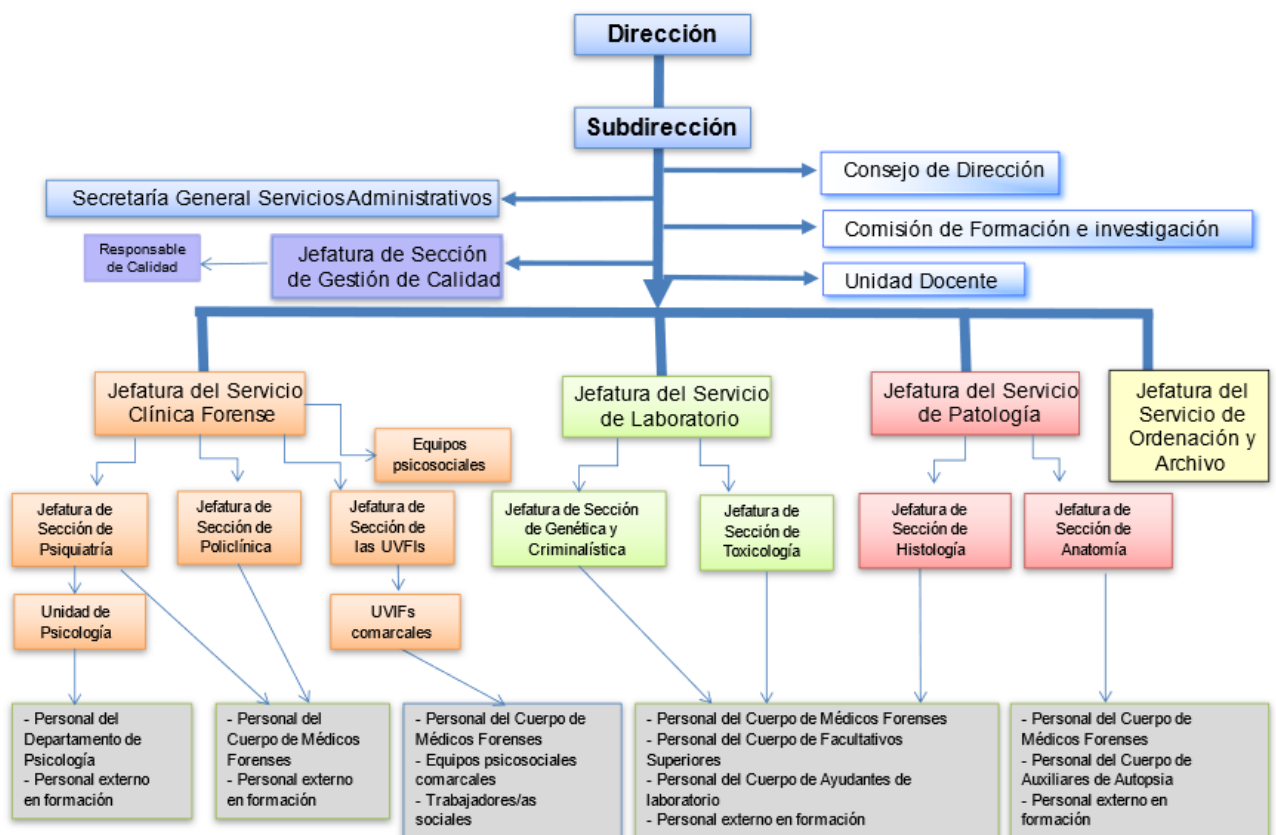 Dirección
Subdirección
Consejo de Dirección
Secretaría General Servicios Administrativos
Comisión de Formación e investigación
Responsable
de Calidad
Jefatura de Sección
de Gestión de Calidad
Unidad Docente
Jefatura del Servicio
Clínica Forense
Jefatura del Servicio
de Laboratorio
Jefatura del Servicio
de Patología
Jefatura del
Servicio de
Ordenación y
Archivo
Equipos
psicosociales
Jefatura de
Sección de
Psiquiatría
Jefatura de
Sección de
Policlínica
Jefatura de
Sección de
las UVFIs
Jefatura de Sección
de Genética y
Criminalística
Jefatura de
Sección de
Toxicología
Jefatura de
Sección de
Histología
Jefatura de
Sección de
Anatomía
Unidad de
Psicología
UVIFs
comarcales
- Personal del
Departamento de
Psicología
- Personal externo
en formación
- Personal del
Cuerpo de Médicos
Forenses
- Personal externo
en formación
- Personal del Cuerpo de
Médicos Forenses
- Equipos psicosociales
comarcales
- Trabajadores/as
sociales
- Personal del Cuerpo de Médicos Forenses
- Personal del Cuerpo de Facultativos
Superiores
- Personal del Cuerpo de Ayudantes de
laboratorio
- Personal externo en formación
- Personal del Cuerpo de
Médicos Forenses
- Personal del Cuerpo de
Auxiliares de Autopsia
- Personal externo en
formación